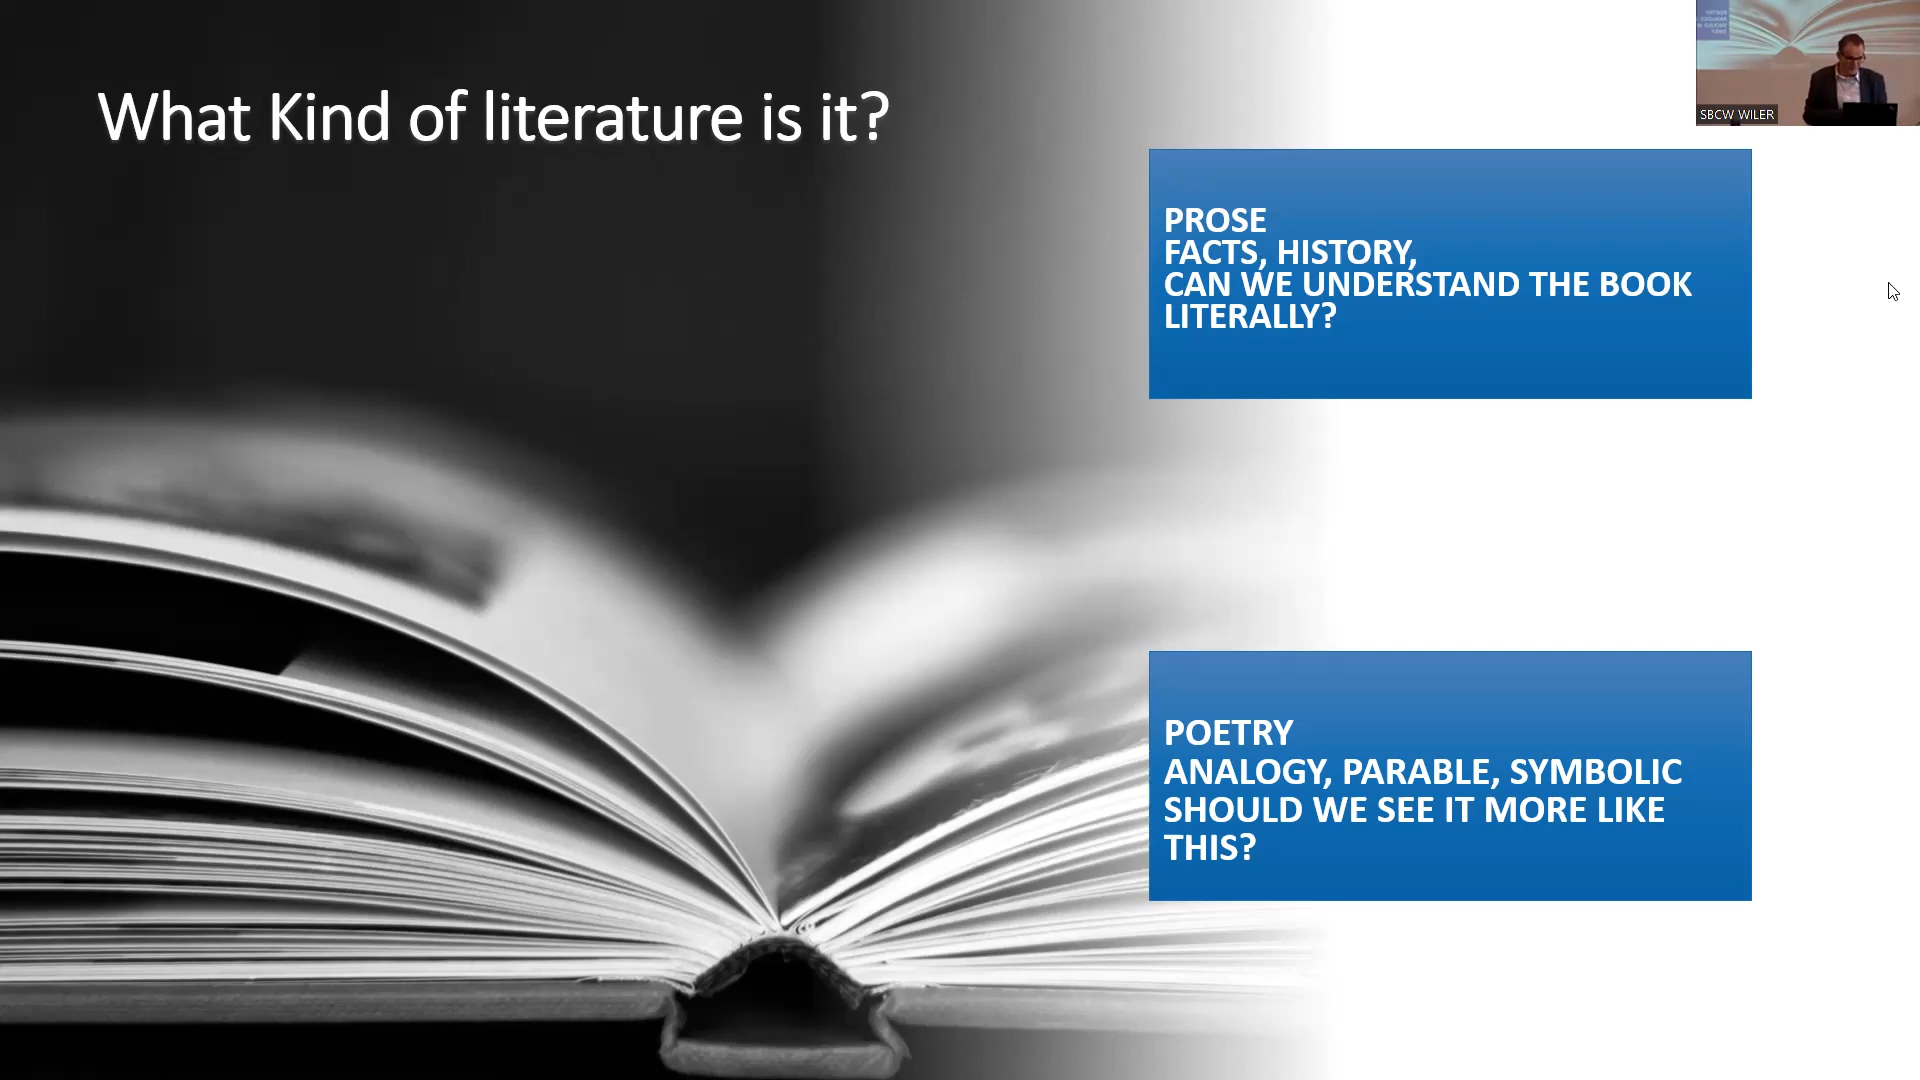 What Kind of literature is it?
SBCW WILER
PROSE
FACTS, HISTORY,
CAN WE UNDERSTAND THE BOOK
LITERALLY?
POETRY
ANALOGY, PARABLE, SYMBOLIC
SHOULD WE SEE IT MORE LIKE
THIS?